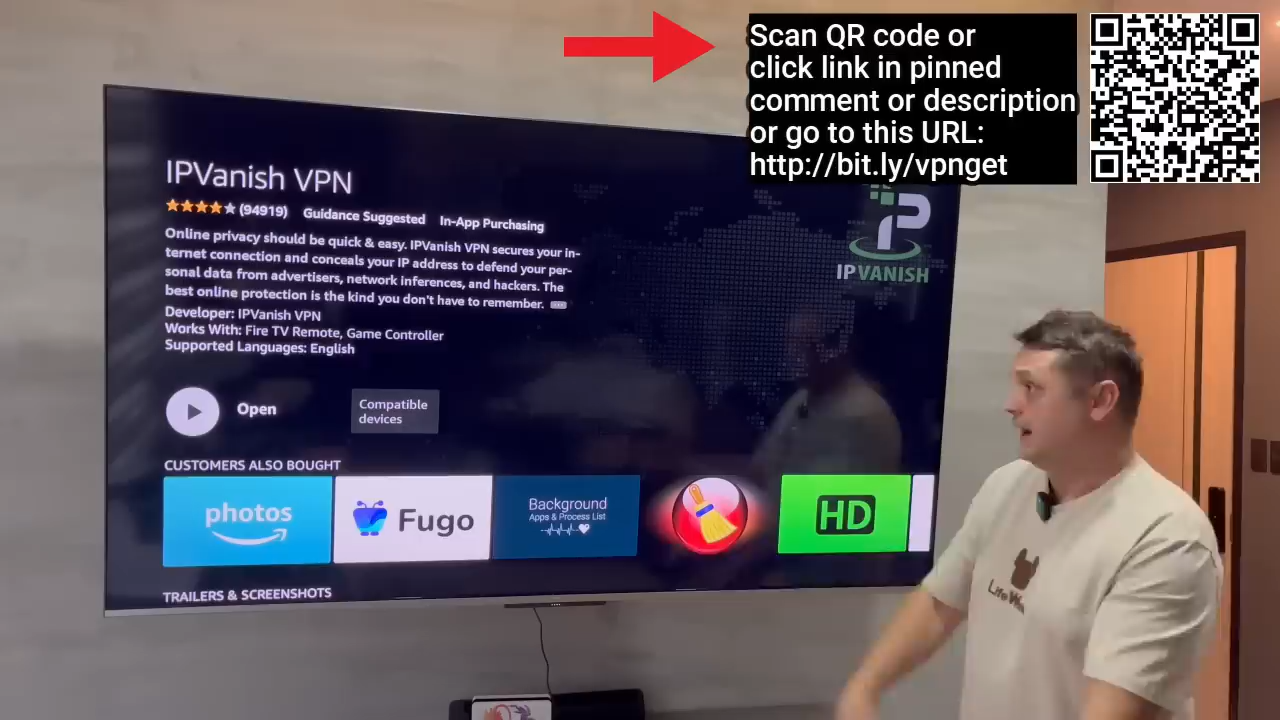 Scan QR code or
click link in pinned
comment or description
or go to this URL:
http://bit.ly/vpnget
IPVanish VPN
(94919) Guidance Suggested In-App Purchasing
Online privacy should be quick & easy. IPVanish VPN secures your in-
ternet connection and conceals your IP address to defend your per-
sonal data from advertisers, network inferences, and hackers. The
best online protection is the kind you don't have to remember.
Developer: IPVanish VPN
Works With: Fire TV Remote, Game Controller
Supported Languages: English
IPVANISH
Open
Compatible
devices
CUSTOMERS ALSO BOUGHT
photos
Fugo
Background
Apps & Process List
HD
TRAILERS & SCREENSHOTS
Life